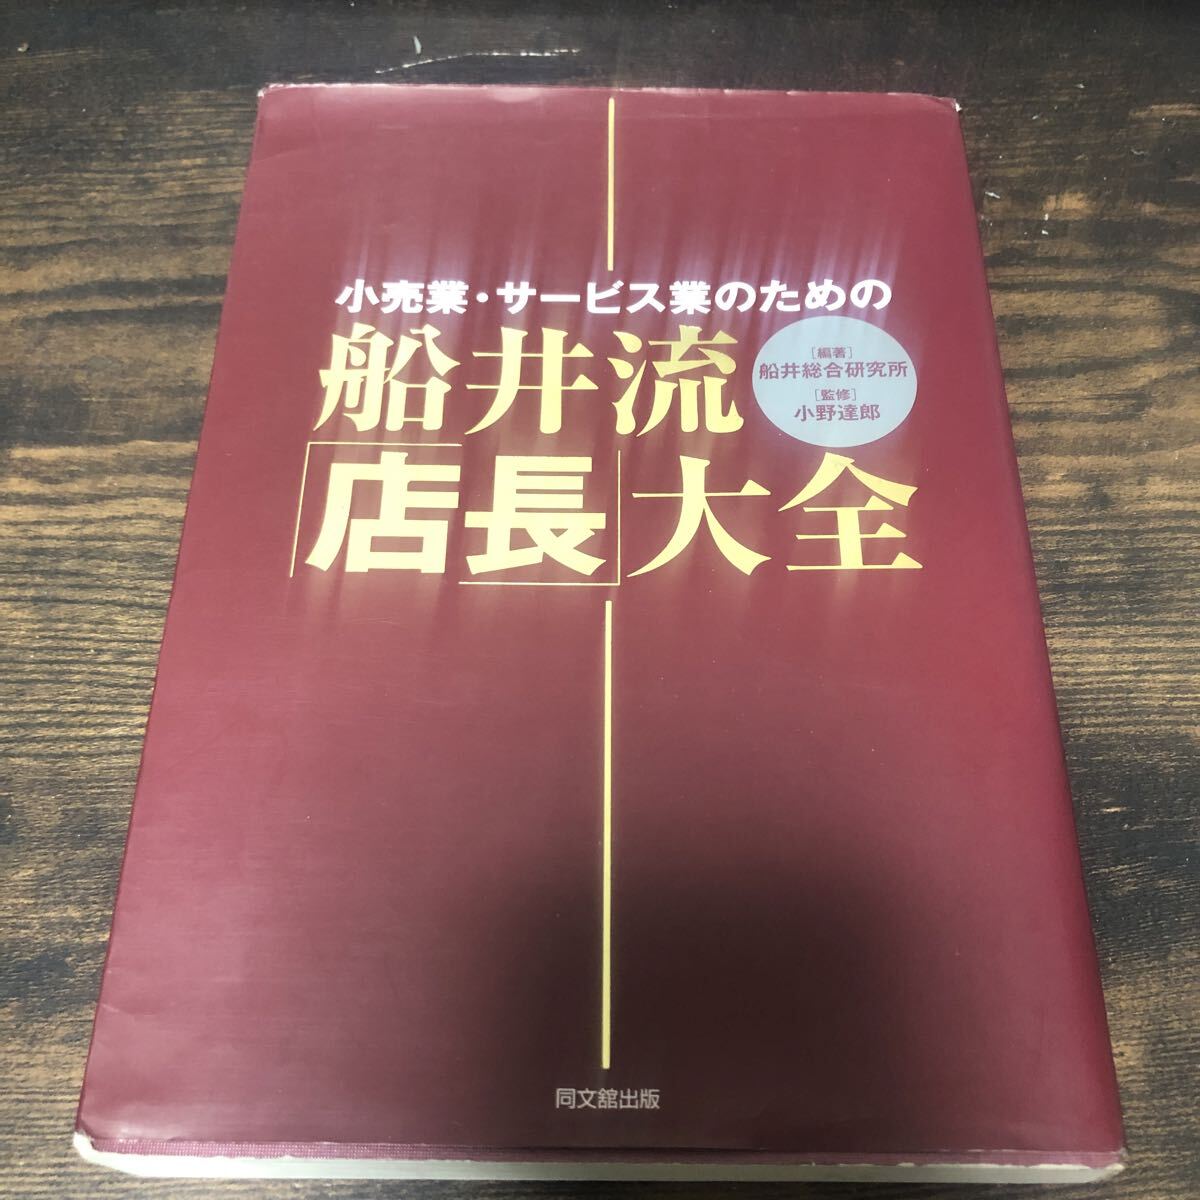 小売業・サービス業のための
船井流
「店長」大全
[編著]
船井総合研究所
[監修]
小野達郎
同文舘出版